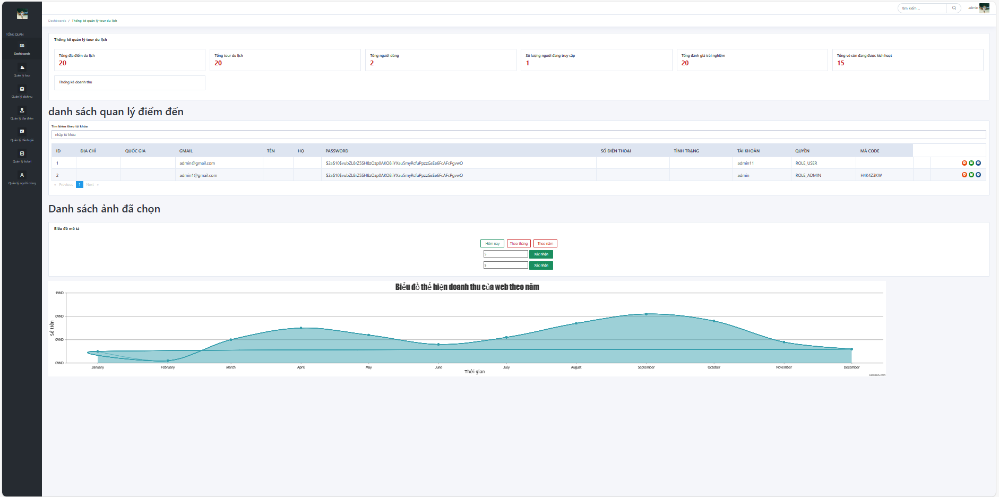 tìm kiếm ...
admin
Dashboards / Thống kê quản lý tour du lịch
TỔNG QUAN
Dashboards
Quản lý tour
Quản lý dịch vụ
Quản lý địa điểm
Quản lý đánh giá
Quản lý ticket
Quản lý người dùng
Thống kê quản lý tour du lịch
Tổng địa điểm du lịch
20
Tổng tour du lịch
20
Tổng người dùng
2
Số lượng người đang truy cập
1
Tổng đánh giá trải nghiệm
20
Tổng vé còn đang được kích hoạt
15
Thống kê doanh thu
danh sách quan lý điểm đến
Tìm kiếm theo từ khóa
nhập từ khóa
ID ĐỊA CHỈ QUỐC GIA GMAIL TÊN HỌ PASSWORD SỐ ĐIỆN THOẠI TÌNH TRẠNG TÀI KHOẢN QUYỀN MÃ CODE
1 admin@gmail.com $2a$10$vubZL8rZSSH8zOzp0AKO8.iYXau5myRcfuPpzzGsEe6FcAFcPgvwO admin11 ROLE_USER
2 admin1@gmail.com $2a$10$vubZL8rZSSH8zOzp0AKO8.iYXau5myRcfuPpzzGsEe6FcAFcPgvwO admin ROLE_ADMIN H4K4Z3KW
« Previous 1 Next »
Danh sách ảnh đã chọn
Biểu đồ mô tả
Hôm nay Theo tháng Theo năm
5 Xác nhận
5 Xác nhận
Biểu đồ thể hiện doanh thu của web theo năm
1VND
0VND
0VND
0VND
Số tiền
January February March April May June July August September October November December
Thời gian
CanvasJS.com